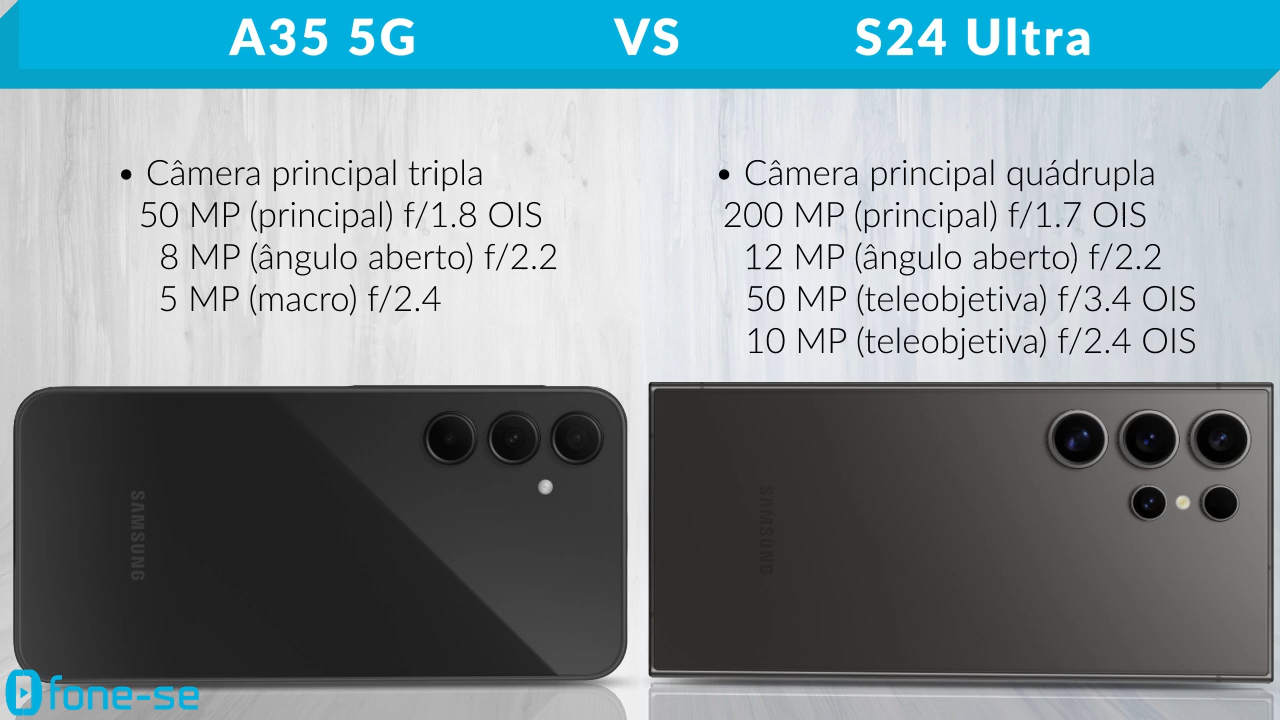 A35 5G VS S24 Ultra
• Câmera principal tripla
50 MP (principal) f/1.8 OIS
8 MP (ângulo aberto) f/2.2
5 MP (macro) f/2.4
• Câmera principal quádrupla
200 MP (principal) f/1.7 OIS
12 MP (ângulo aberto) f/2.2
50 MP (teleobjetiva) f/3.4 OIS
10 MP (teleobjetiva) f/2.4 OIS
SAMSUNG
SAMSUNG
fone-se